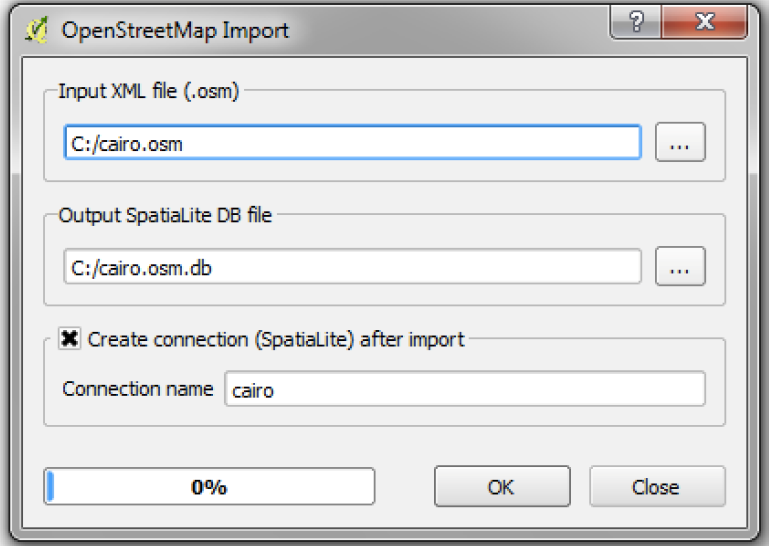 OpenStreetMap Import
?
X
Input XML file (.osm)
C:/cairo.osm
...
Output SpatiaLite DB file
C:/cairo.osm.db
...
Create connection (SpatiaLite) after import
Connection name cairo
0% OK Close